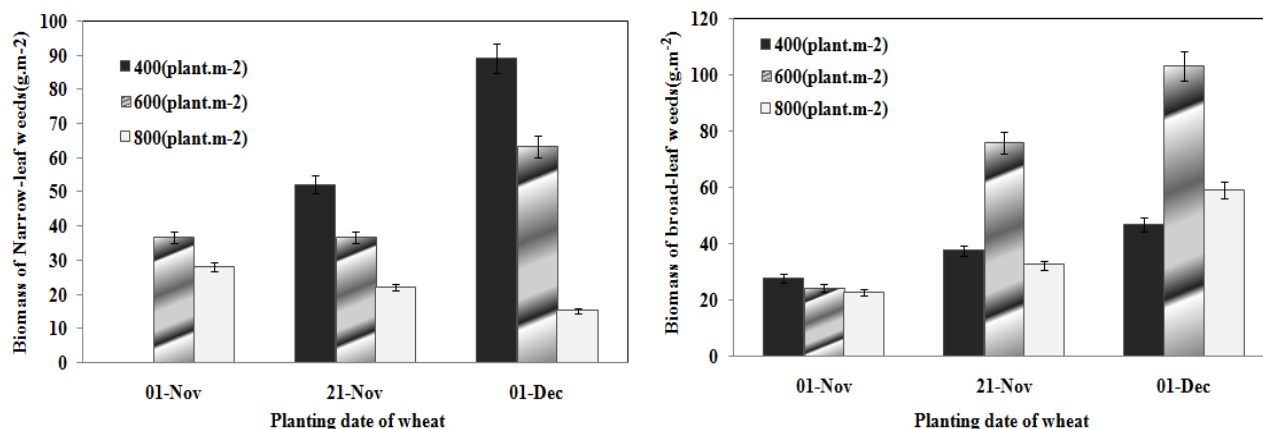 Biomass of Narrow-leaf weeds(g.m-2)
100
90
80
70
60
50
40
30
20
10
0
400(plant.m-2)
600(plant.m-2)
800(plant.m-2)
01-Nov 21-Nov 01-Dec
Planting date of wheat
Biomass of broad-leaf weeds(g.m-2)
120
100
80
60
40
20
0
400(plant.m-2)
600(plant.m-2)
800(plant.m-2)
01-Nov 21-Nov 01-Dec
Planting date of wheat